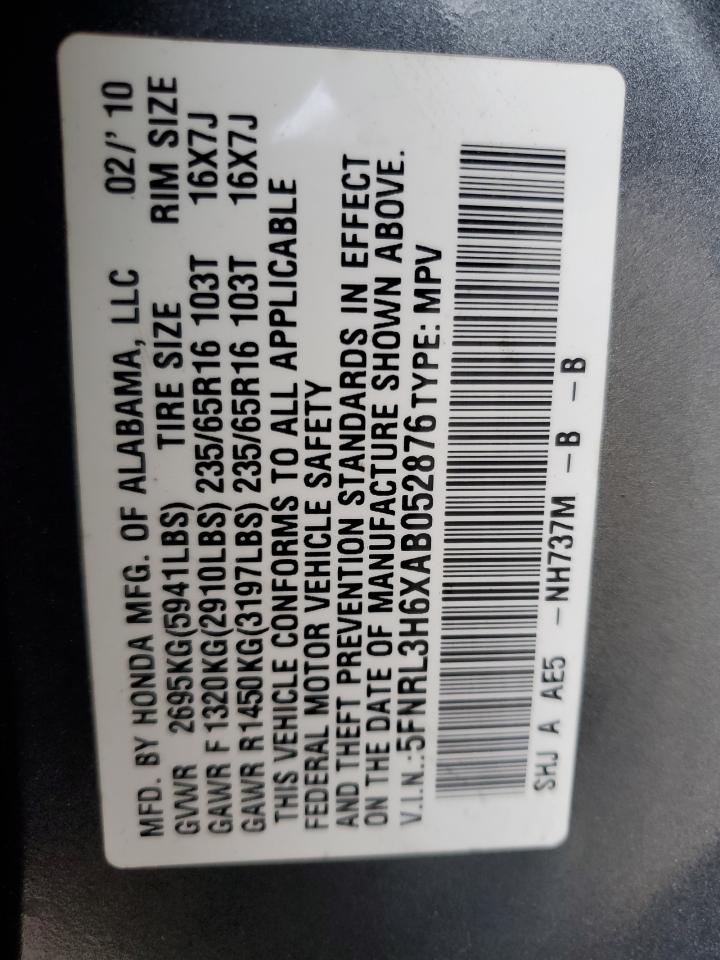 MFD. BY HONDA MFG. OF ALABAMA, LLC 02/' 10
GVWR 2695KG(5941LBS) TIRE SIZE RIM SIZE
GAWR F 1320KG(2910LBS) 235/65R16 103T 16X7J
GAWR R1450KG(3197LBS) 235/65R16 103T 16X7J
THIS VEHICLE CONFORMS TO ALL APPLICABLE
FEDERAL MOTOR VEHICLE SAFETY
AND THEFT PREVENTION STANDARDS IN EFFECT
ON THE DATE OF MANUFACTURE SHOWN ABOVE.
V.I.N.:5FNRL3H6XAB052876 TYPE: MPV
SHJ A AE5 -NH737M -B -B